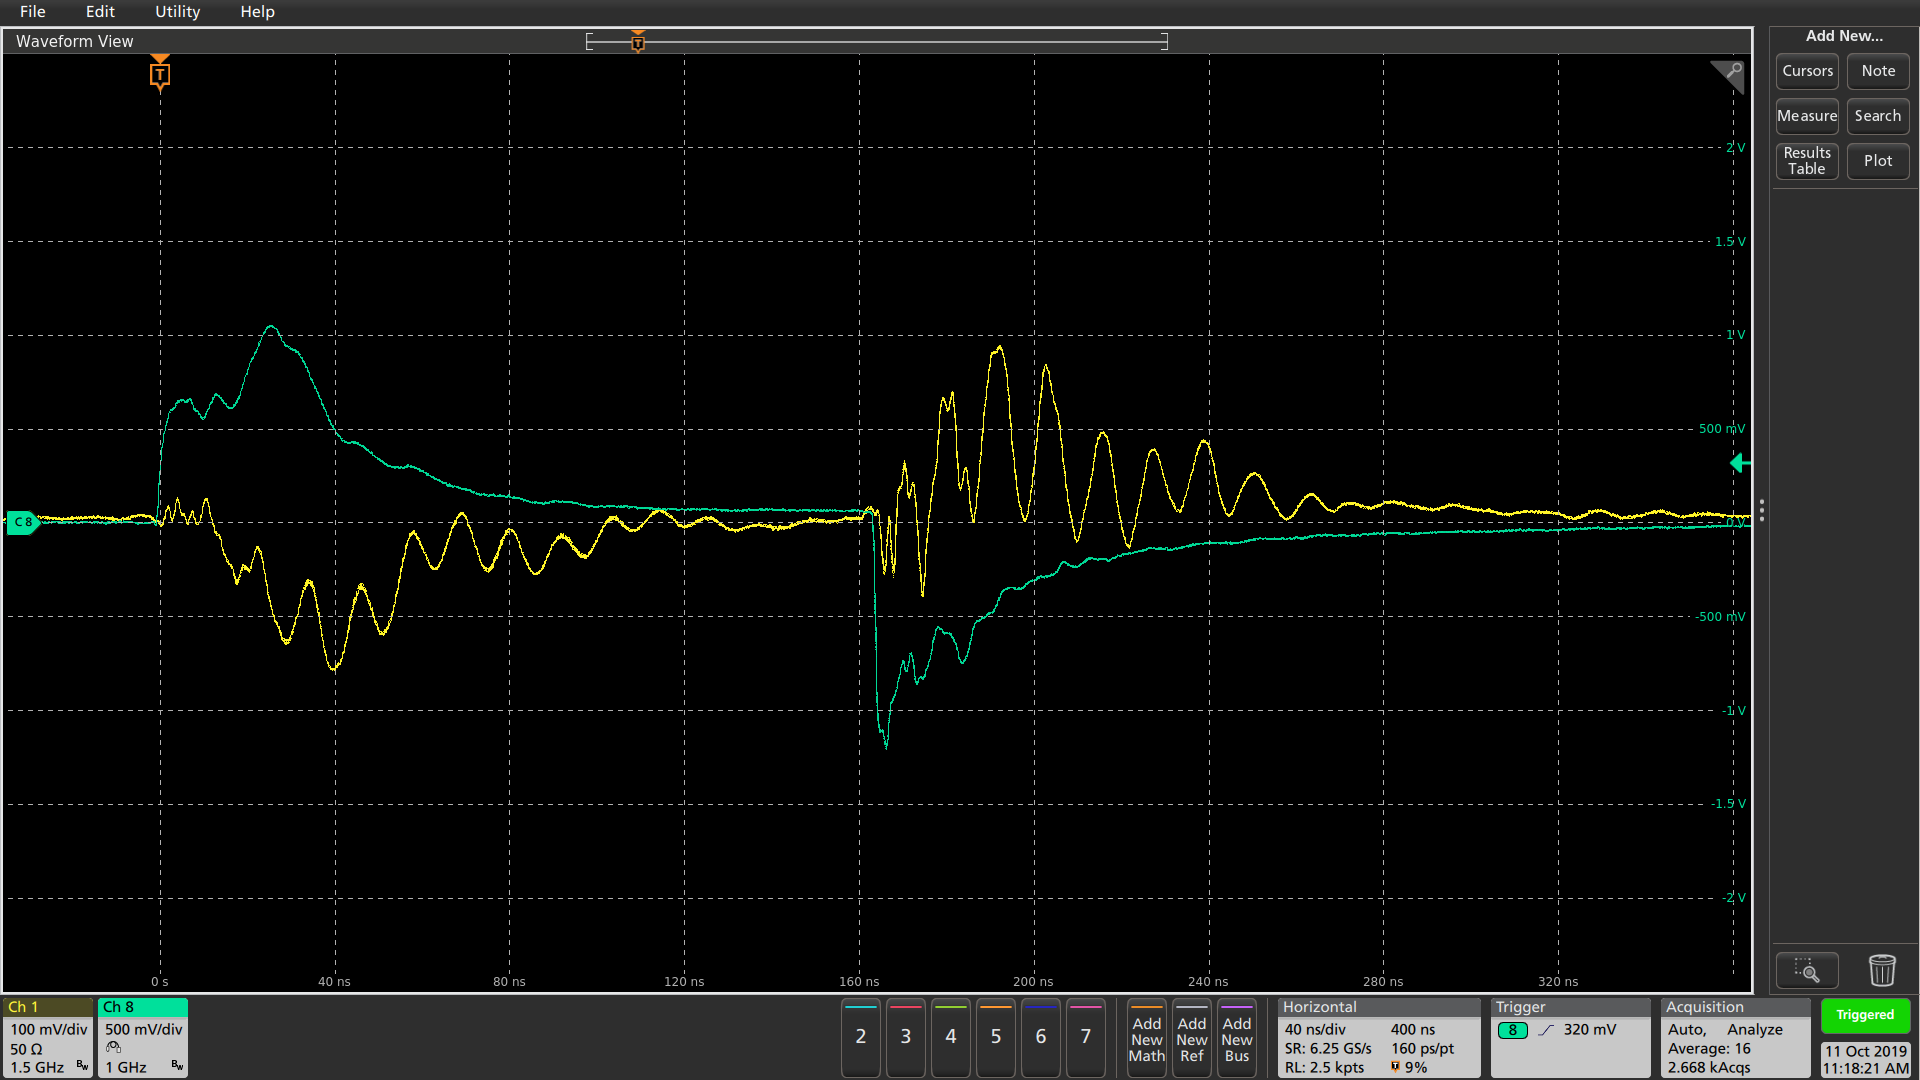 File Edit Utility Help
Waveform View
T
T
Add New...
Cursors Note
Measure Search
Results Table Plot
2 V
1.5 V
1 V
500 mV
C 8
0 V
-500 mV
-1 V
-1.5 V
-2 V
0 s 40 ns 80 ns 120 ns 160 ns 200 ns 240 ns 280 ns 320 ns
Ch 1
100 mV/div
50 Ω
1.5 GHz Bw
Ch 8
500 mV/div
1 GHz Bw
2 3 4 5 6 7
Add New Math
Add New Ref
Add New Bus
Horizontal
40 ns/div 400 ns
SR: 6.25 GS/s 160 ps/pt
RL: 2.5 kpts T 9%
Trigger
8 320 mV
Acquisition
Auto, Analyze
Average: 16
2.668 kAcqs
Triggered
11 Oct 2019
11:18:21 AM